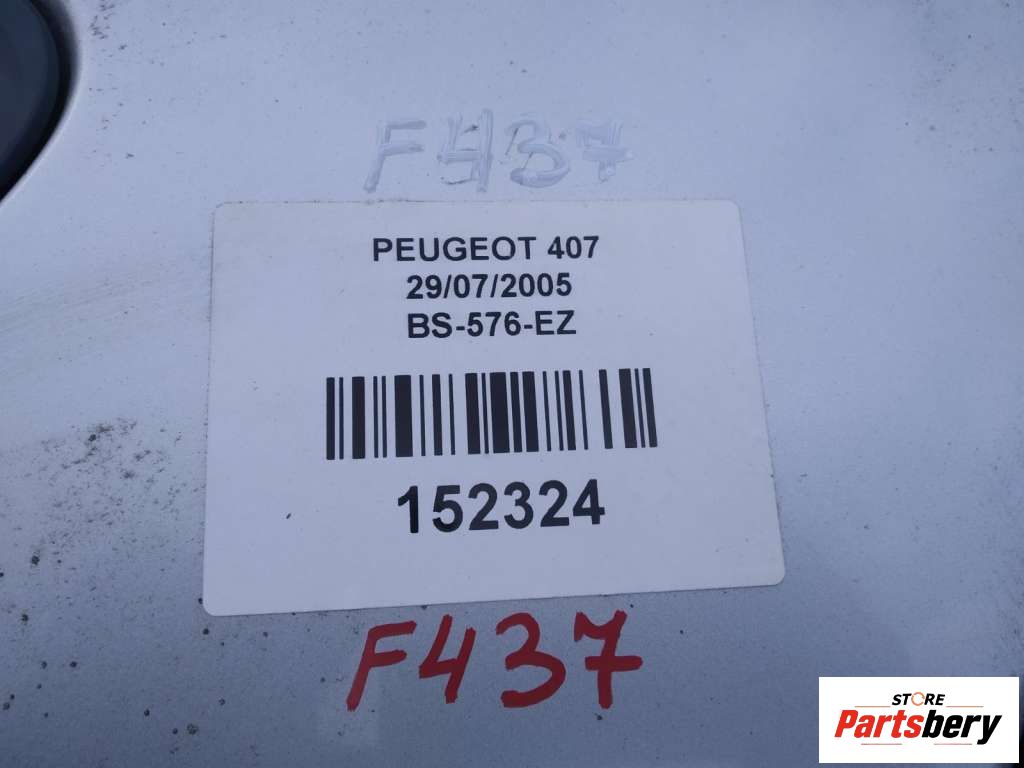 F437
PEUGEOT 407
29/07/2005
BS-576-EZ
152324
F437
STORE
Partsbery